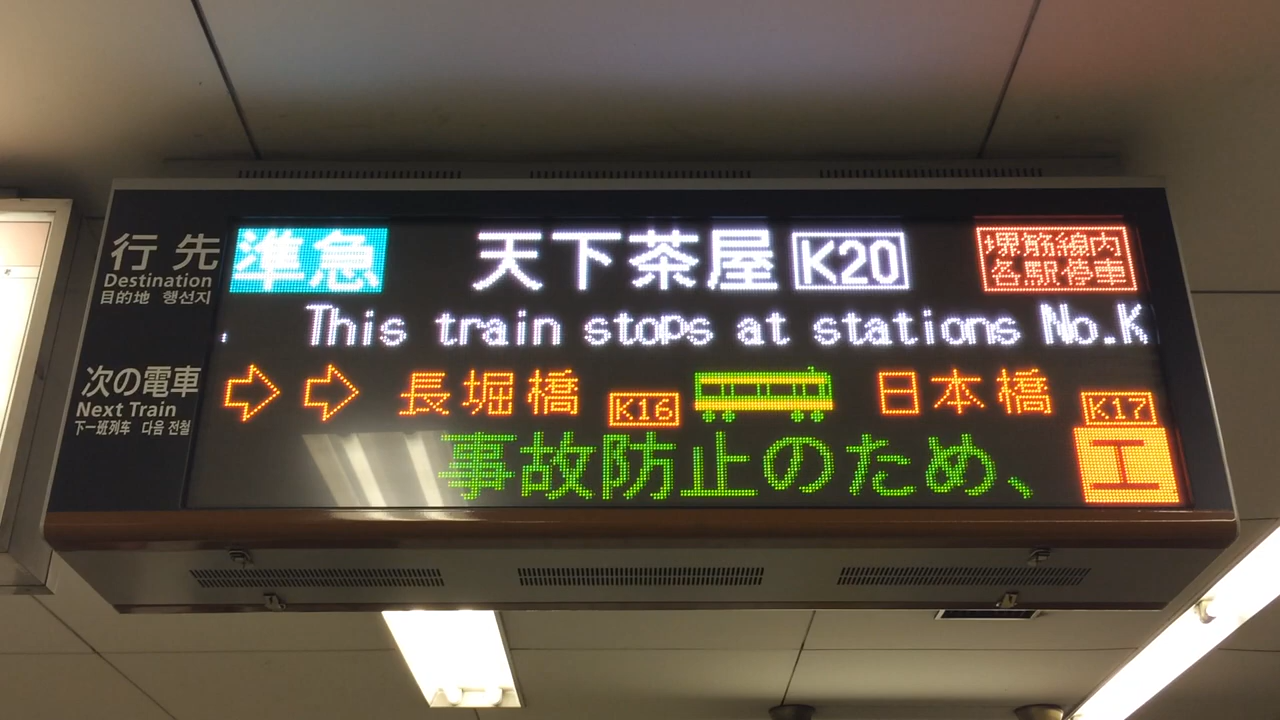 行先
Destination
目的地 행선지
準急 天下茶屋 K20 堺筋線内
各駅停車
: This train stops at stations No.K
次の電車
Next Train
下一班列车 다음 전철
⇨ ⇨ 長堀橋 K16 日本橋 K17
事故防止のため、